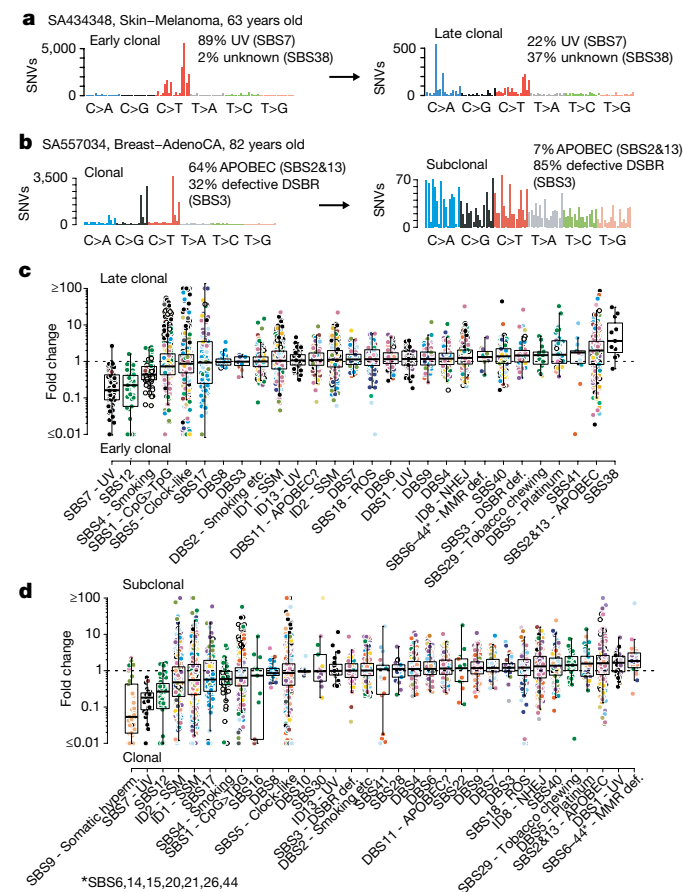 a SA434348, Skin–Melanoma, 63 years old
Early clonal
89% UV (SBS7)
2% unknown (SBS38)
SNVs
5,000
0
C>A C>G C>T T>A T>C T>G
Late clonal
22% UV (SBS7)
37% unknown (SBS38)
SNVs
500
0
C>A C>G C>T T>A T>C T>G
b SA557034, Breast–AdenoCA, 82 years old
Clonal
64% APOBEC (SBS2&13)
32% defective DSBR
(SBS3)
SNVs
3,500
0
C>A C>G C>T T>A T>C T>G
Subclonal
7% APOBEC (SBS2&13)
85% defective DSBR
(SBS3)
SNVs
70
0
C>A C>G C>T T>A T>C T>G
c
Late clonal
Fold change
≥100
10
1
0.1
≤0.01
Early clonal
SBS7 - UV
SBS12
SBS4 - Smoking
SBS1 - CpG>TpG
SBS5 - Clock-like
SBS17
DBS8
DBS3
DBS2 - Smoking etc.
ID1 - SSM
ID13 - UV
DBS11 - APOBEC?
ID2 - SSM
DBS7
SBS18 - ROS
DBS6
DBS1 - UV
DBS9
DBS4
ID8 - NHEJ
SBS6–44* - MMR def.
SBS40
SBS3 - DSBR def.
SBS29 - Tobacco chewing
DBS5 - Platinum
SBS41
SBS2&13 - APOBEC
SBS38
d
Subclonal
Fold change
≥100
10
1
0.1
≤0.01
Clonal
SBS9 - Somatic hyperm.
SBS7 - UV
SBS12
ID2 - SSM
ID1 - SSM
SBS17
SBS4 - Smoking
SBS1 - CpG>TpG
SBS16
DBS8
SBS5 - Clock-like
DBS10
SBS30
ID13 - UV
SBS3 - DSBR def.
DBS2 - Smoking etc.
SBS41
SBS28
DBS4
DBS6
DBS11 - APOBEC?
SBS22
DBS9
DBS7
DBS3
SBS18 - ROS
ID8 - NHEJ
SBS40
SBS29 - Tobacco chewing
DBS5 - Platinum
SBS2&13 - APOBEC
DBS1 - UV
SBS6–44* - MMR def.
*SBS6,14,15,20,21,26,44